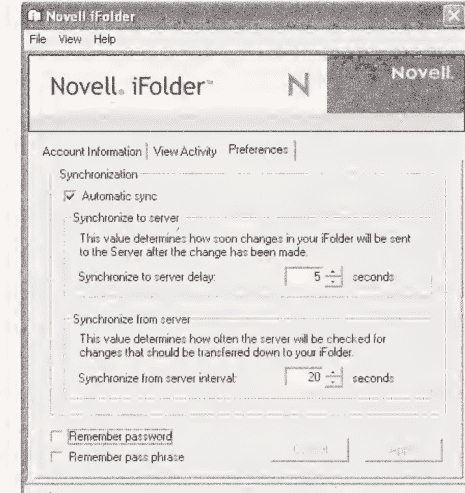 Novell iFolder
File View Help
Novell® iFolder™ N Novell.
Account Information View Activity Preferences
Synchronization
Automatic sync
Synchronize to server
This value determines how soon changes in your iFolder will be sent
to the Server after the change has been made.
Synchronize to server delay: 5 seconds
Synchronize from server
This value determines how often the server will be checked for
changes that should be transferred down to your iFolder.
Synchronize from server interval: 20 seconds
Remember password
Remember pass phrase